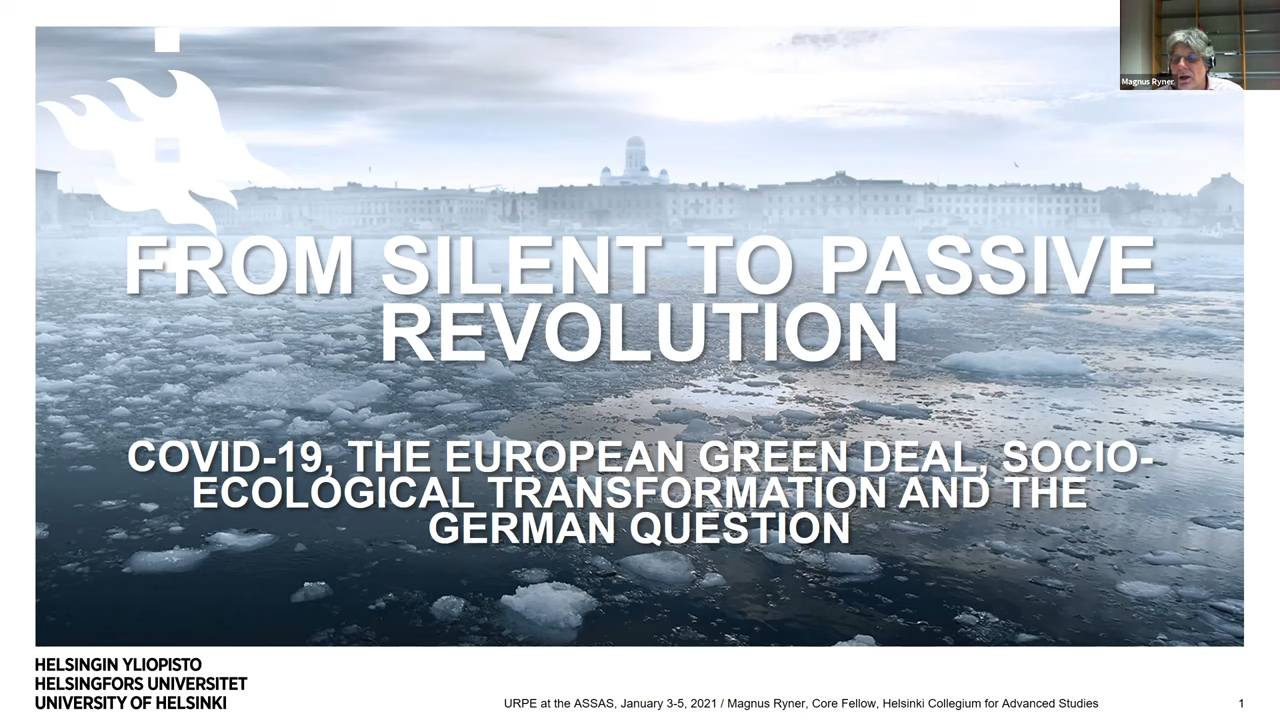 Magnus Ryner
FROM SILENT TO PASSIVE
REVOLUTION
COVID-19, THE EUROPEAN GREEN DEAL, SOCIO-
ECOLOGICAL TRANSFORMATION AND THE
GERMAN QUESTION
HELSINGIN YLIOPISTO
HELSINGFORS UNIVERSITET
UNIVERSITY OF HELSINKI
URPE at the ASSAS, January 3-5, 2021 / Magnus Ryner, Core Fellow, Helsinki Collegium for Advanced Studies
1